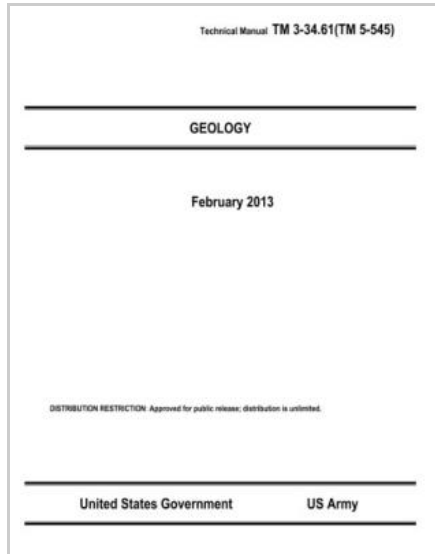 Technical Manual TM 3-34.61(TM 5-545)
GEOLOGY
February 2013
DISTRIBUTION RESTRICTION: Approved for public release; distribution is unlimited.
United States Government US Army